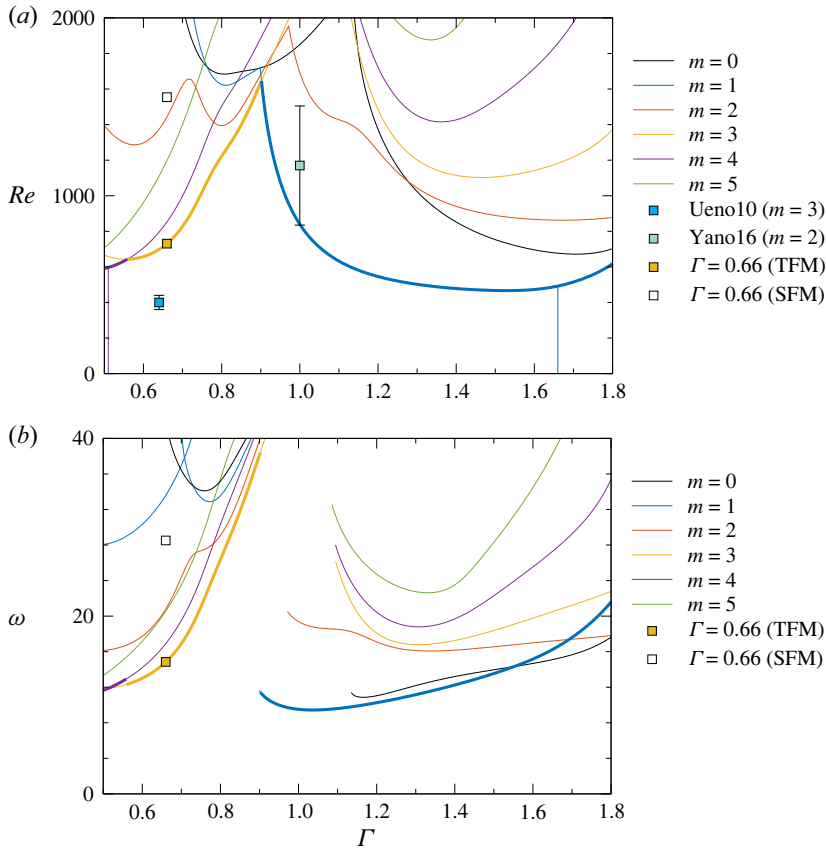 (a)
2000
1000
0
Re
0.6 0.8 1.0 1.2 1.4 1.6 1.8
m = 0
m = 1
m = 2
m = 3
m = 4
m = 5
Ueno10 (m = 3)
Yano16 (m = 2)
Γ = 0.66 (TFM)
Γ = 0.66 (SFM)
(b)
40
20
0
ω
0.6 0.8 1.0 1.2 1.4 1.6 1.8
Γ
m = 0
m = 1
m = 2
m = 3
m = 4
m = 5
Γ = 0.66 (TFM)
Γ = 0.66 (SFM)